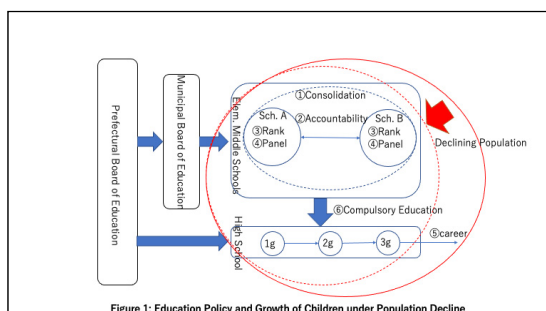 Prefectural Board of Education
Municipal Board of Education
Elem. Middle Schools
①Consolidation
②Accountability
Sch. A
③Rank
④Panel
Sch. B
③Rank
④Panel
Declining Population
⑥Compulsory Education
High School
1g
2g
3g
⑤career
Figure 1: Education Policy and Growth of Children under Population Decline